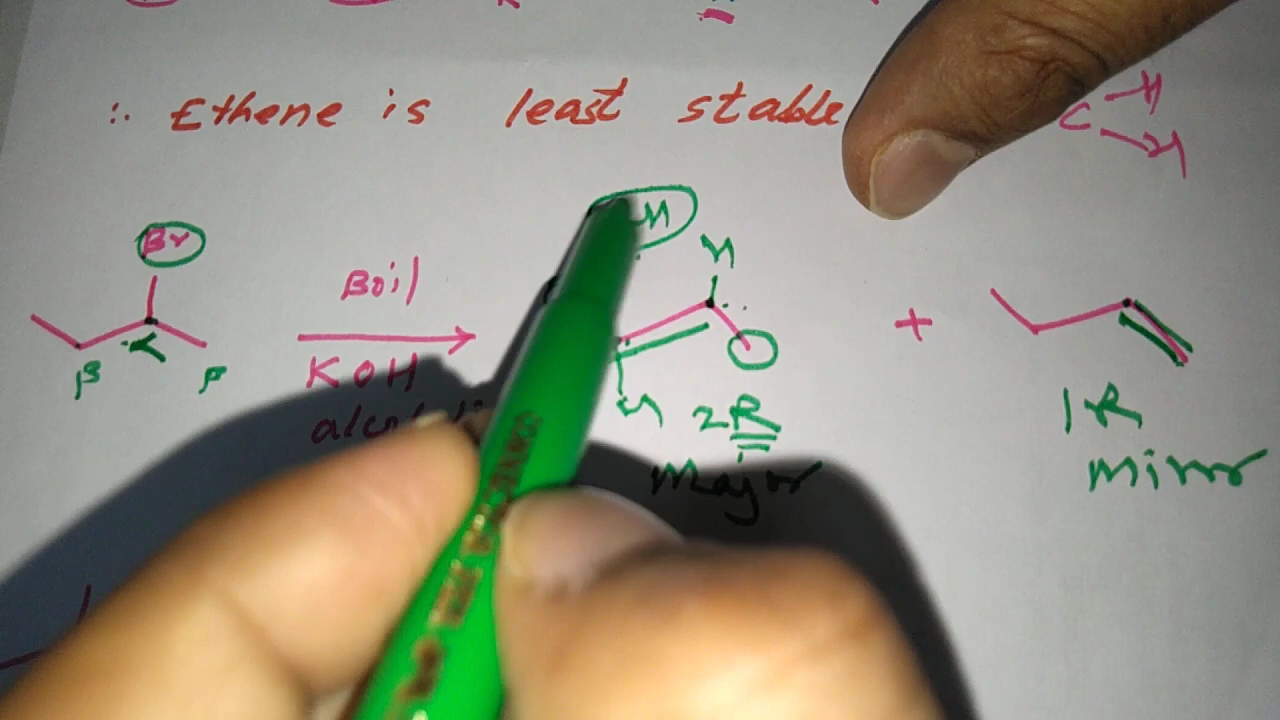 ∴ Ethene is least stable
C H
H
Br
Boil
KOH
β β
H
H
+
H 2R
Major
1R
Minor